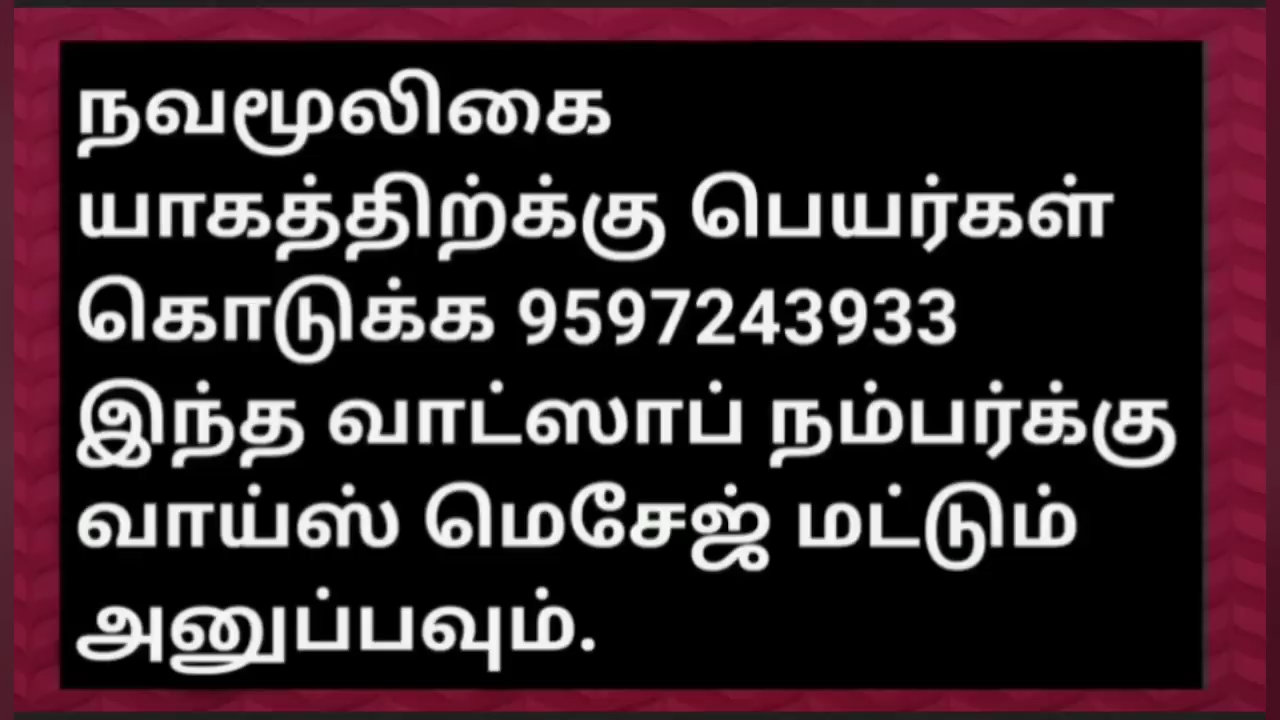 நவமூலிகை
யாகத்திற்க்கு பெயர்கள்
கொடுக்க 9597243933
இந்த வாட்ஸாப் நம்பர்க்கு
வாய்ஸ் மெசேஜ் மட்டும்
அனுப்பவும்.